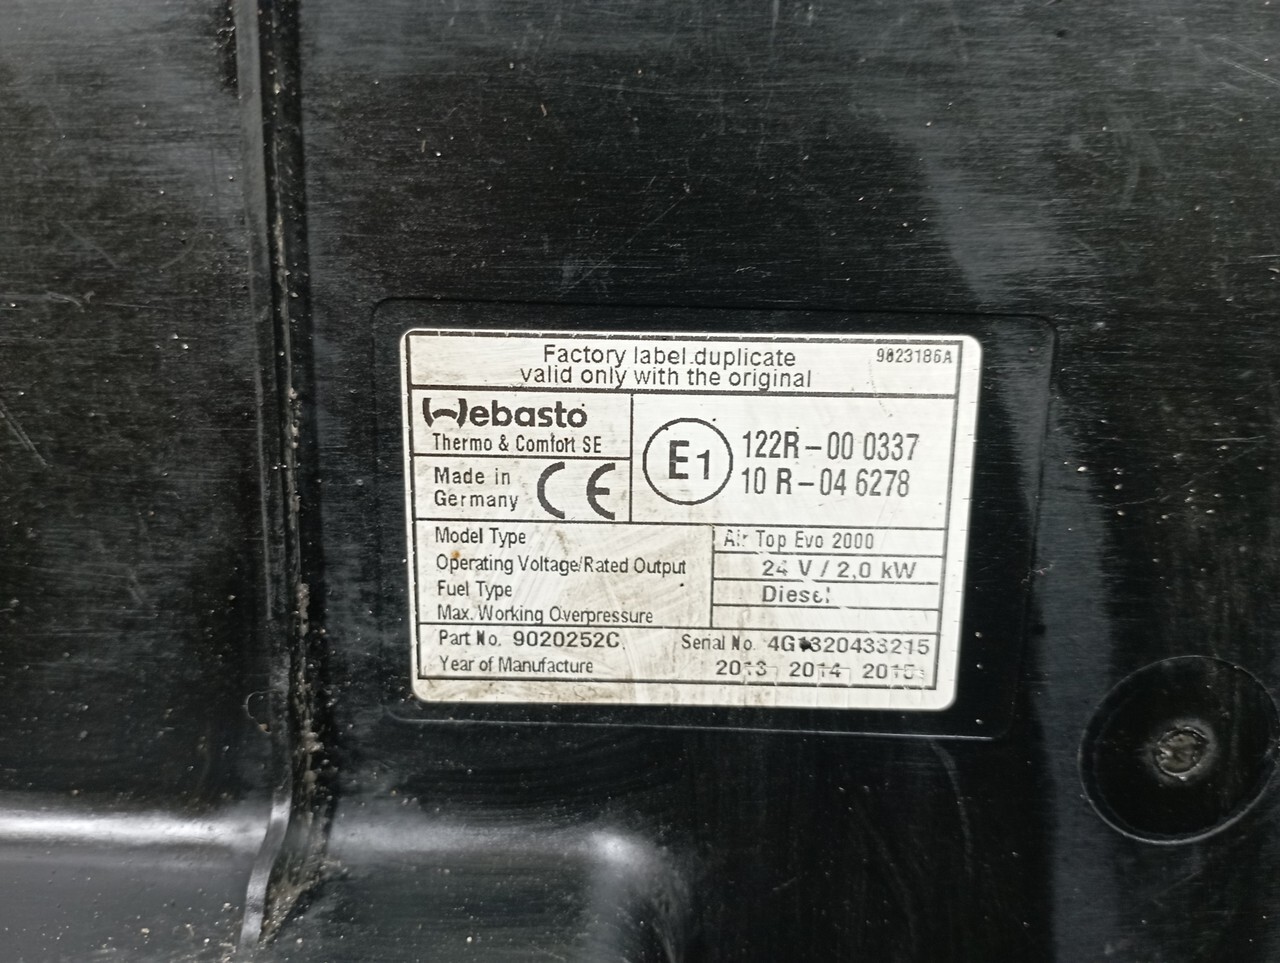 Factory label duplicate 9823186A
valid only with the original
Webasto
Thermo & Comfort SE
Made in
Germany
CE
E1
122R-00 0337
10 R-04 6278
Model Type Air Top Evo 2000
Operating Voltage/Rated Output 24 V / 2,0 kW
Fuel Type Diesel
Max. Working Overpressure
Part No. 9020252C Serial No.
Year of Manufacture 2013 2014 2015